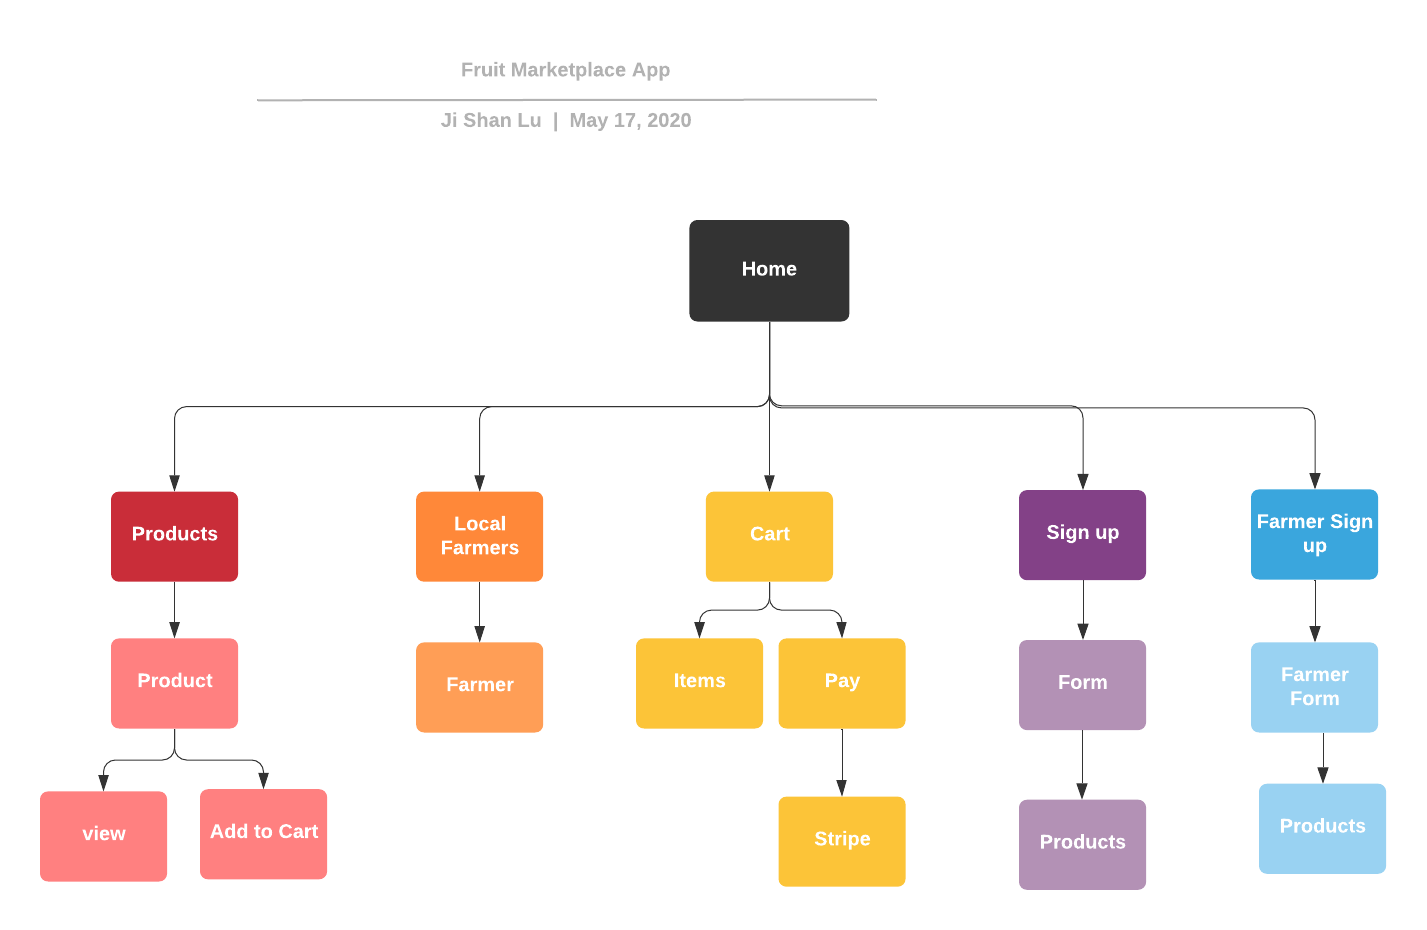 Fruit Marketplace App
Ji Shan Lu | May 17, 2020
Home
Products
Local
Farmers
Cart
Sign up
Farmer Sign
up
Product
Farmer
Items
Pay
Form
Farmer
Form
view
Add to Cart
Stripe
Products
Products